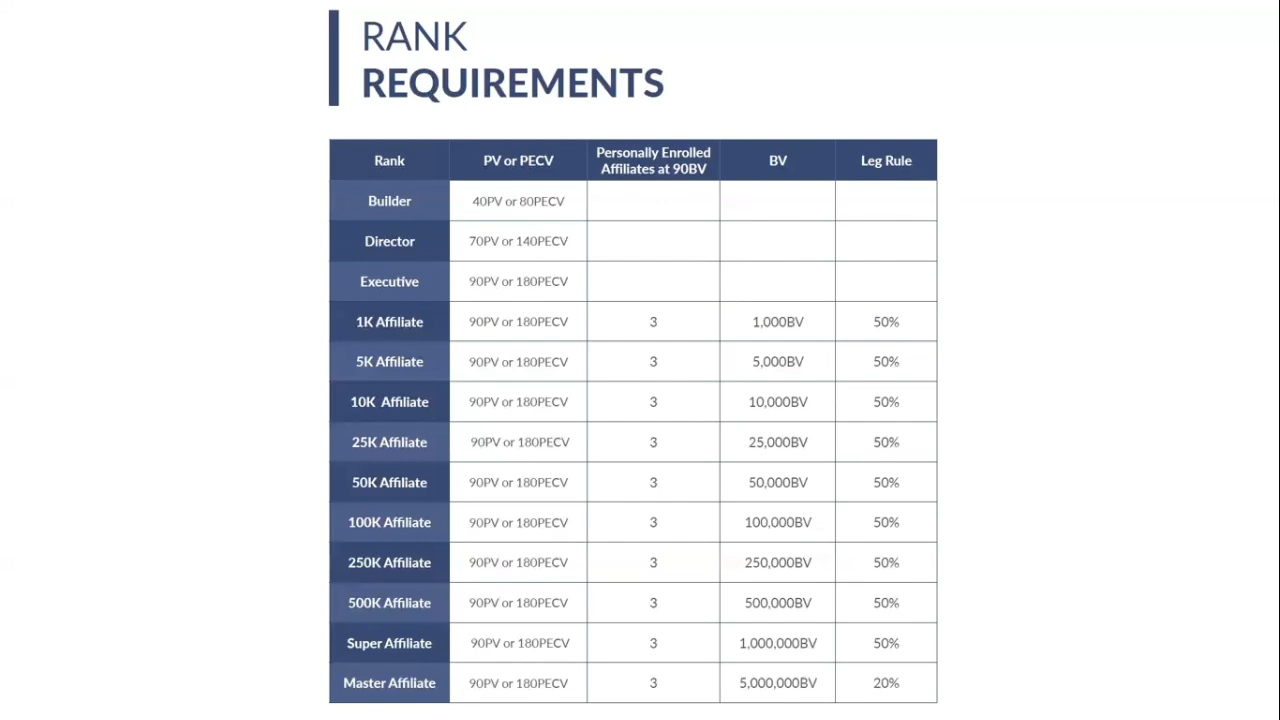 RANK
REQUIREMENTS
Rank PV or PECV Personally Enrolled Affiliates at 90BV BV Leg Rule
Builder 40PV or 80PECV
Director 70PV or 140PECV
Executive 90PV or 180PECV
1K Affiliate 90PV or 180PECV 3 1,000BV 50%
5K Affiliate 90PV or 180PECV 3 5,000BV 50%
10K Affiliate 90PV or 180PECV 3 10,000BV 50%
25K Affiliate 90PV or 180PECV 3 25,000BV 50%
50K Affiliate 90PV or 180PECV 3 50,000BV 50%
100K Affiliate 90PV or 180PECV 3 100,000BV 50%
250K Affiliate 90PV or 180PECV 3 250,000BV 50%
500K Affiliate 90PV or 180PECV 3 500,000BV 50%
Super Affiliate 90PV or 180PECV 3 1,000,000BV 50%
Master Affiliate 90PV or 180PECV 3 5,000,000BV 20%